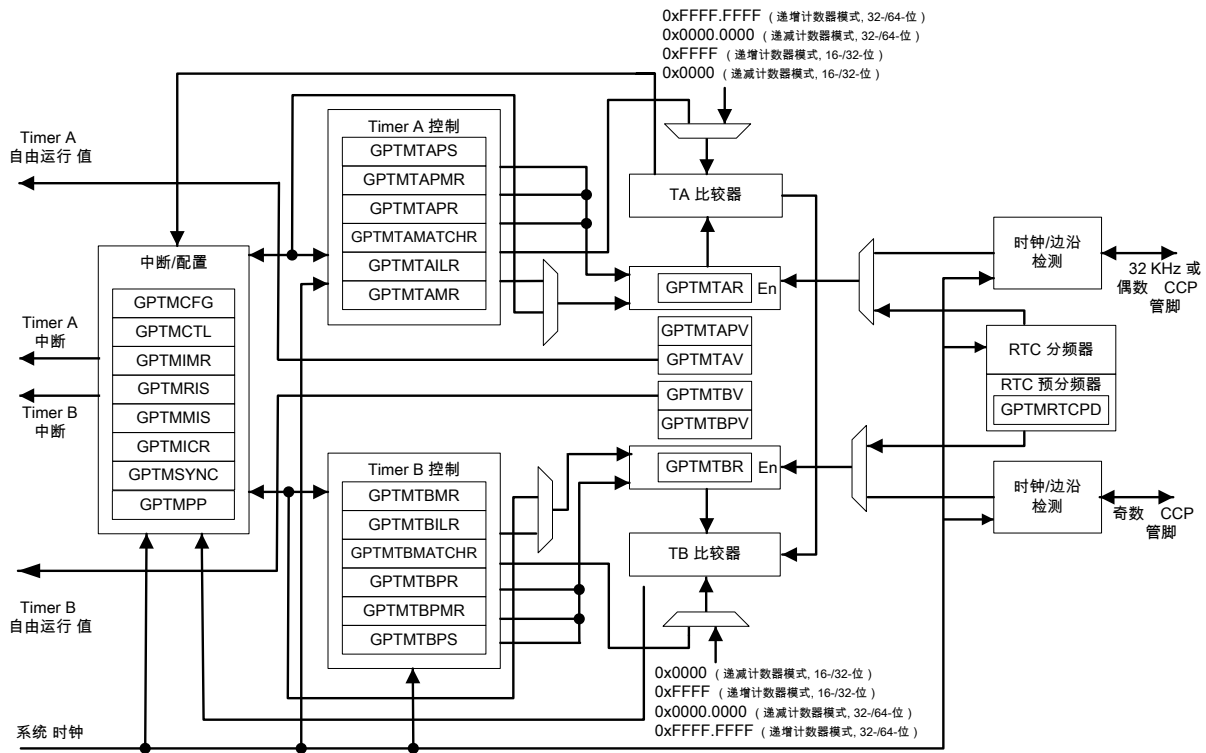 0xFFFF.FFFF（递增计数器模式, 32-/64-位）
0x0000.0000（递减计数器模式, 32-/64-位）
0xFFFF（递增计数器模式, 16-/32-位）
0x0000（递减计数器模式, 16-/32-位）
Timer A
自由运行 值
Timer A 控制
GPTMTAPS
GPTMTAPMR
GPTMTAPR
GPTMTAMATCHR
GPTMTAILR
GPTMTAMR
TA 比较器
中断/配置
GPTMCFG
GPTMCTL
GPTMIMR
GPTMRIS
GPTMMIS
GPTMICR
GPTMSYNC
GPTMPP
Timer A
中断
Timer B
中断
GPTMTAR
En
GPTMTAPV
GPTMTAV
GPTMTBV
GPTMTBPV
GPTMTBR
En
时钟/边沿
检测
32 KHz 或
偶数 CCP
管脚
RTC 分频器
RTC 预分频器
GPTMRTCPD
时钟/边沿
检测
奇数 CCP
管脚
Timer B 控制
GPTMTBMR
GPTMTBILR
GPTMTBMATCHR
GPTMTBPR
GPTMTBPMR
GPTMTBPS
TB 比较器
Timer B
自由运行 值
0x0000（递减计数器模式, 16-/32-位）
0xFFFF（递增计数器模式, 16-/32-位）
0x0000.0000（递减计数器模式, 32-/64-位）
0xFFFF.FFFF（递增计数器模式, 32-/64-位）
系统 时钟